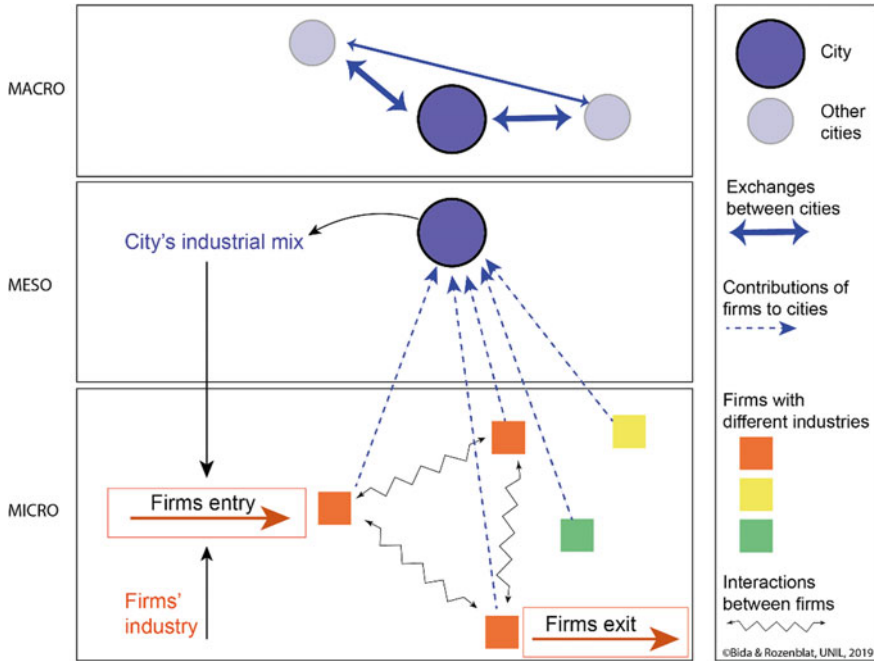 MACRO
MESO
City's industrial mix
MICRO
Firms entry
Firms'
industry
Firms exit
City
Other
cities
Exchanges
between cities
Contributions of
firms to cities
Firms with
different industries
Interactions
between firms
©Bida & Rozenblat, UNIL, 2019